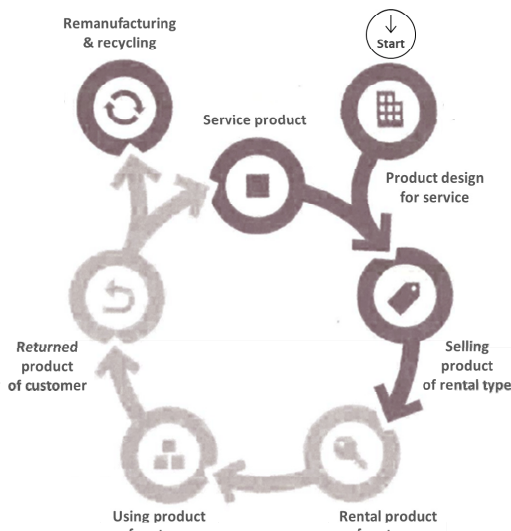 Remanufacturing
& recycling
Start
Service product
Product design
for service
Selling
product
of rental type
Returned
product
of customer
Using product
Rental product